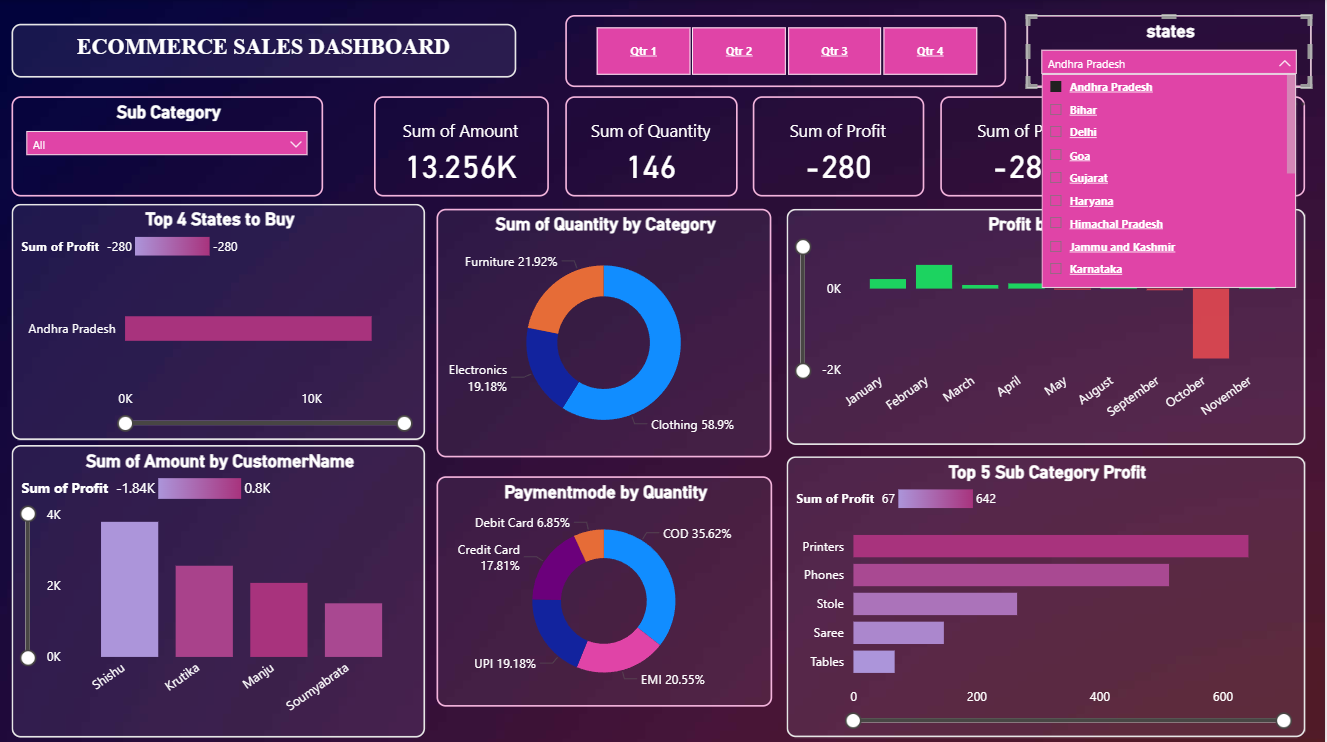 ECOMMERCE SALES DASHBOARD
Qtr 1
Qtr 2
Qtr 3
Qtr 4
states
Andhra Pradesh
Andhra Pradesh
Bihar
Delhi
Goa
Gujarat
Haryana
Himachal Pradesh
Jammu and Kashmir
Karnataka
Sub Category
All
Sum of Amount
13.256K
Sum of Quantity
146
Sum of Profit
-280
Sum of P
-28
Top 4 States to Buy
Sum of Profit -280 -280
Andhra Pradesh
0K 10K
Sum of Quantity by Category
Furniture 21.92%
Electronics
19.18%
Clothing 58.9%
Profit b
0K
-2K
January
February
March
April
May
August
September
October
November
Sum of Amount by CustomerName
Sum of Profit -1.84K 0.8K
4K
2K
0K
Shishu
Krutika
Manju
Soumyabrata
Paymentmode by Quantity
Debit Card 6.85%
COD 35.62%
Credit Card
17.81%
UPI 19.18%
EMI 20.55%
Top 5 Sub Category Profit
Sum of Profit 67 642
Printers
Phones
Stole
Saree
Tables
0 200 400 600